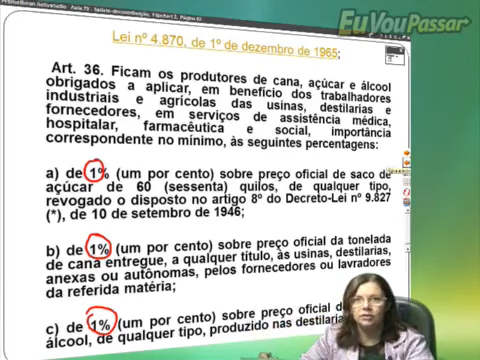 EuVouPassar
Lei nº 4.870, de 1º de dezembro de 1965;
Art. 36. Ficam os produtores de cana, açúcar e álcool
obrigados a aplicar, em benefício dos trabalhadores
industriais e agrícolas das usinas, destilarias e
fornecedores, em serviços de assistência médica,
hospitalar, farmacêutica e social, importância
correspondente no mínimo, às seguintes percentagens:
a) de 1% (um por cento) sobre preço oficial de saco de
açúcar de 60 (sessenta) quilos, de qualquer tipo,
revogado o disposto no artigo 8º do Decreto-Lei nº 9.827
(*), de 10 de setembro de 1946;
b) de 1% (um por cento) sobre preço oficial da tonelada
de cana entregue, a qualquer título, às usinas, destilarias,
anexas ou autônomas, pelos fornecedores ou lavradores
da referida matéria;
c) de 1% (um por cento) sobre preço oficial de
álcool, de qualquer tipo, produzido nas destilarias